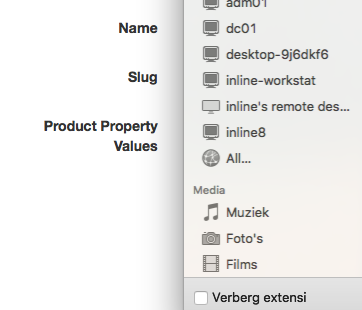 Name
Slug
Product Property
Values
adm01
dc01
desktop-9j6dkf6
inline-workstat
inline's remote des...
inline8
All...
Media
Muziek
Foto's
Films
Verberg extensi